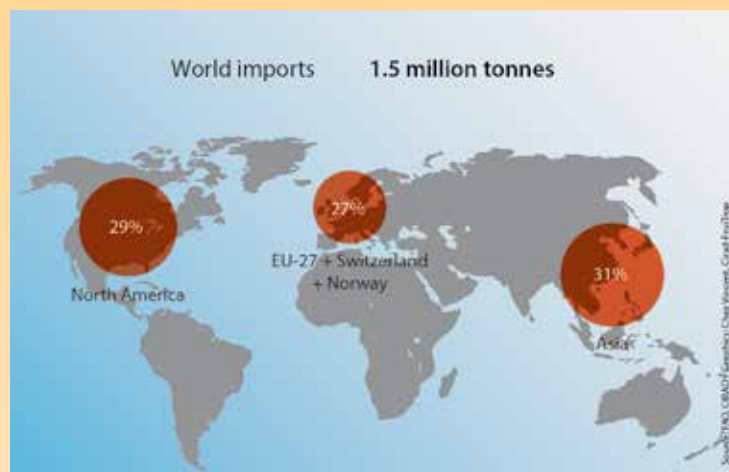 World imports 1.5 million tonnes
29%
North America
27%
EU-27 + Switzerland
+ Norway
31%
Asia